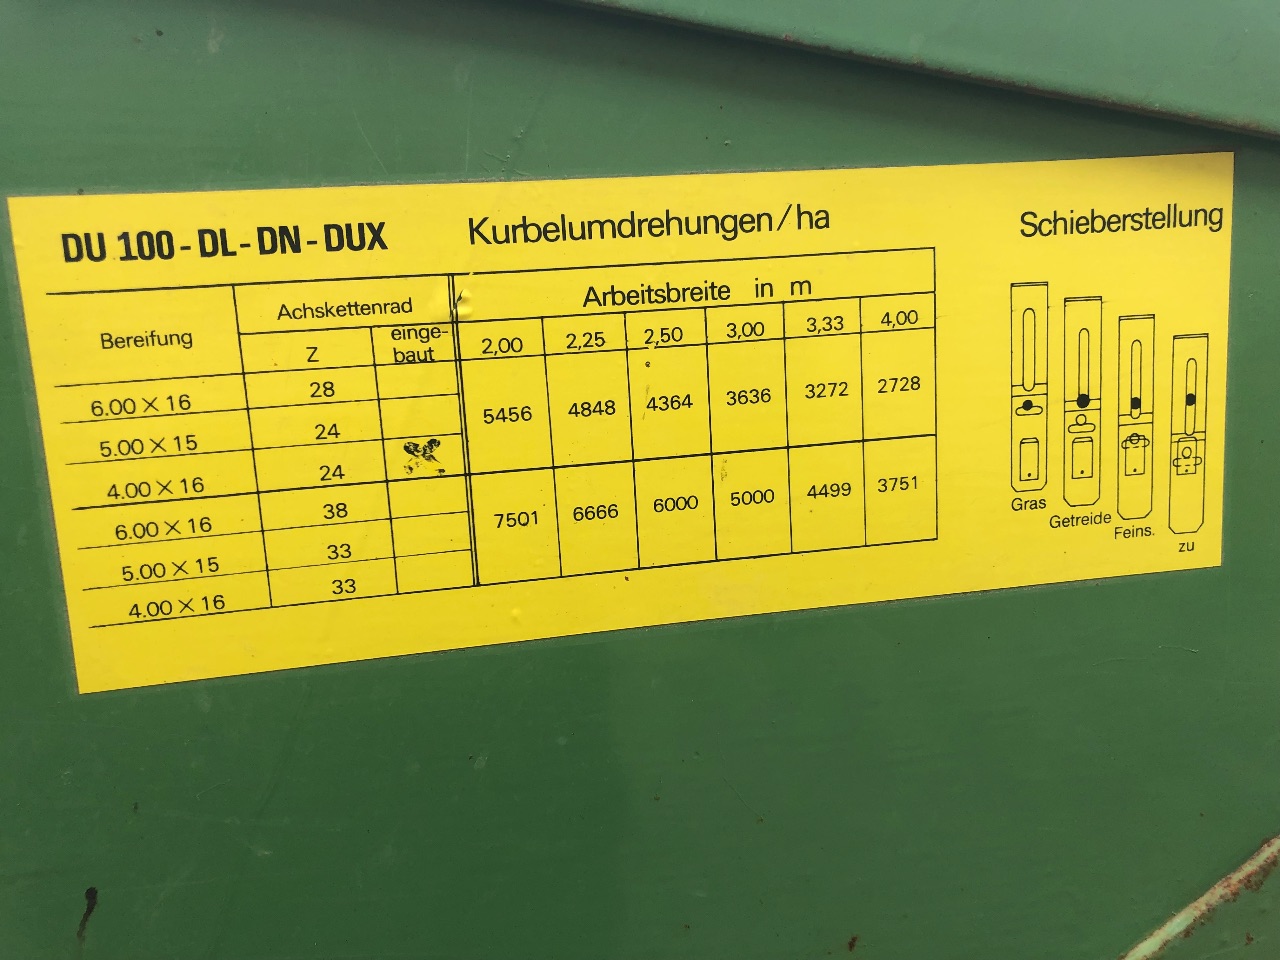 DU 100 - DL - DN - DUX Kurbelumdrehungen/ha Schieberstellung
Bereifung Achskettenrad Arbeitsbreite in m
Z einge-
baut 2,00 2,25 2,50 3,00 3,33 4,00
6.00 X 16 28 5456 4848 4364 3636 3272 2728
5.00 X 15 24
4.00 X 16 24
6.00 X 16 38 7501 6666 6000 5000 4499 3751
5.00 X 15 33
4.00 X 16 33
Gras Getreide Feins. zu